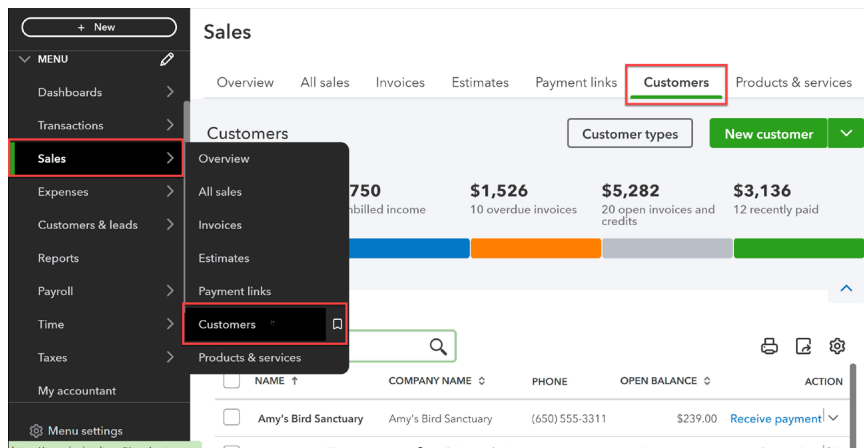 + New
MENU
Dashboards
Transactions
Sales
Expenses
Customers & leads
Reports
Payroll
Time
Taxes
My accountant
Menu settings
Overview
All sales
Invoices
Estimates
Payment links
Customers
Products & services
Sales
Overview All sales Invoices Estimates Payment links Customers Products & services
Customers
Customer types New customer
750 $1,526 $5,282 $3,136
income 10 overdue invoices 20 open invoices and 12 recently paid
credits
NAME COMPANY NAME PHONE OPEN BALANCE ACTION
Amy's Bird Sanctuary Amy's Bird Sanctuary (650) 555-3311 $239.00 Receive payment